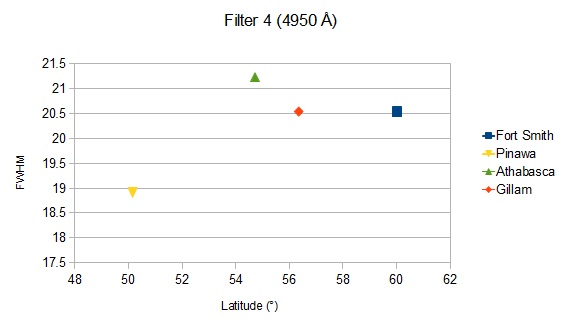 Filter 4 (4950 Å)
21.5
21
20.5
20
19.5
19
18.5
18
17.5
FWHM
48 50 52 54 56 58 60 62
Latitude (°)
Fort Smith
Pinawa
Athabasca
Gillam